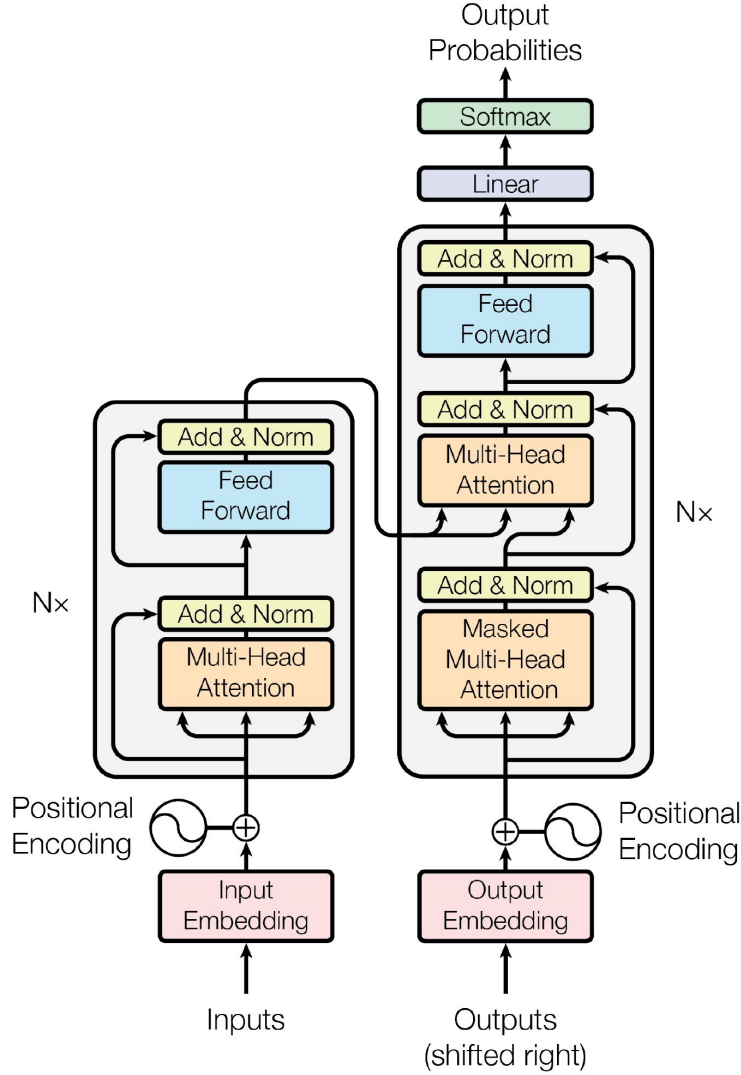 Output
Probabilities
Softmax
Linear
Add & Norm
Feed
Forward
Add & Norm
Multi-Head
Attention
Add & Norm
Masked
Multi-Head
Attention
N×
Add & Norm
Feed
Forward
Add & Norm
Multi-Head
Attention
N×
Positional
Encoding
Positional
Encoding
Input
Embedding
Output
Embedding
Inputs
Outputs
(shifted right)